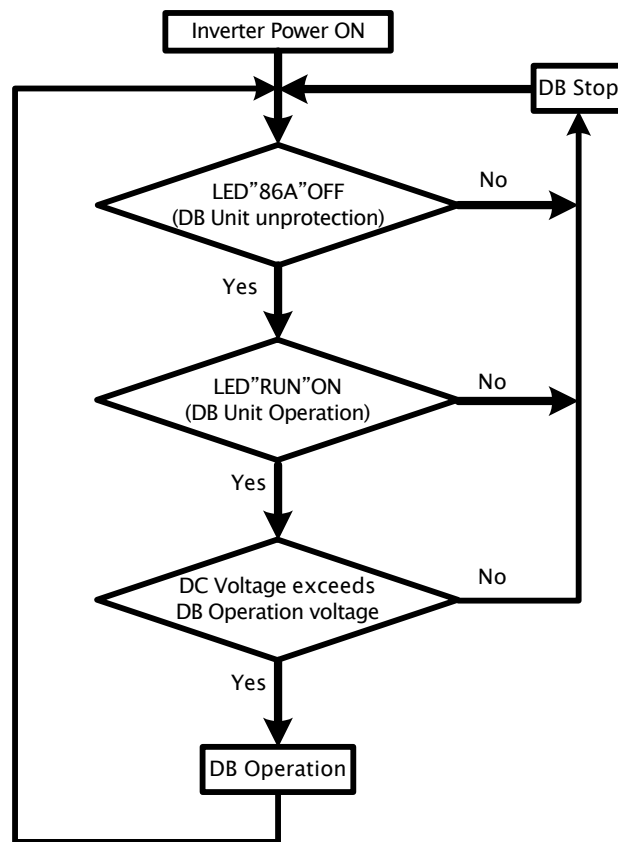 Inverter Power ON
DB Stop
LED”86A”OFF
(DB Unit unprotection)
No
Yes
LED”RUN”ON
(DB Unit Operation)
No
Yes
DC Voltage exceeds
DB Operation voltage
No
Yes
DB Operation